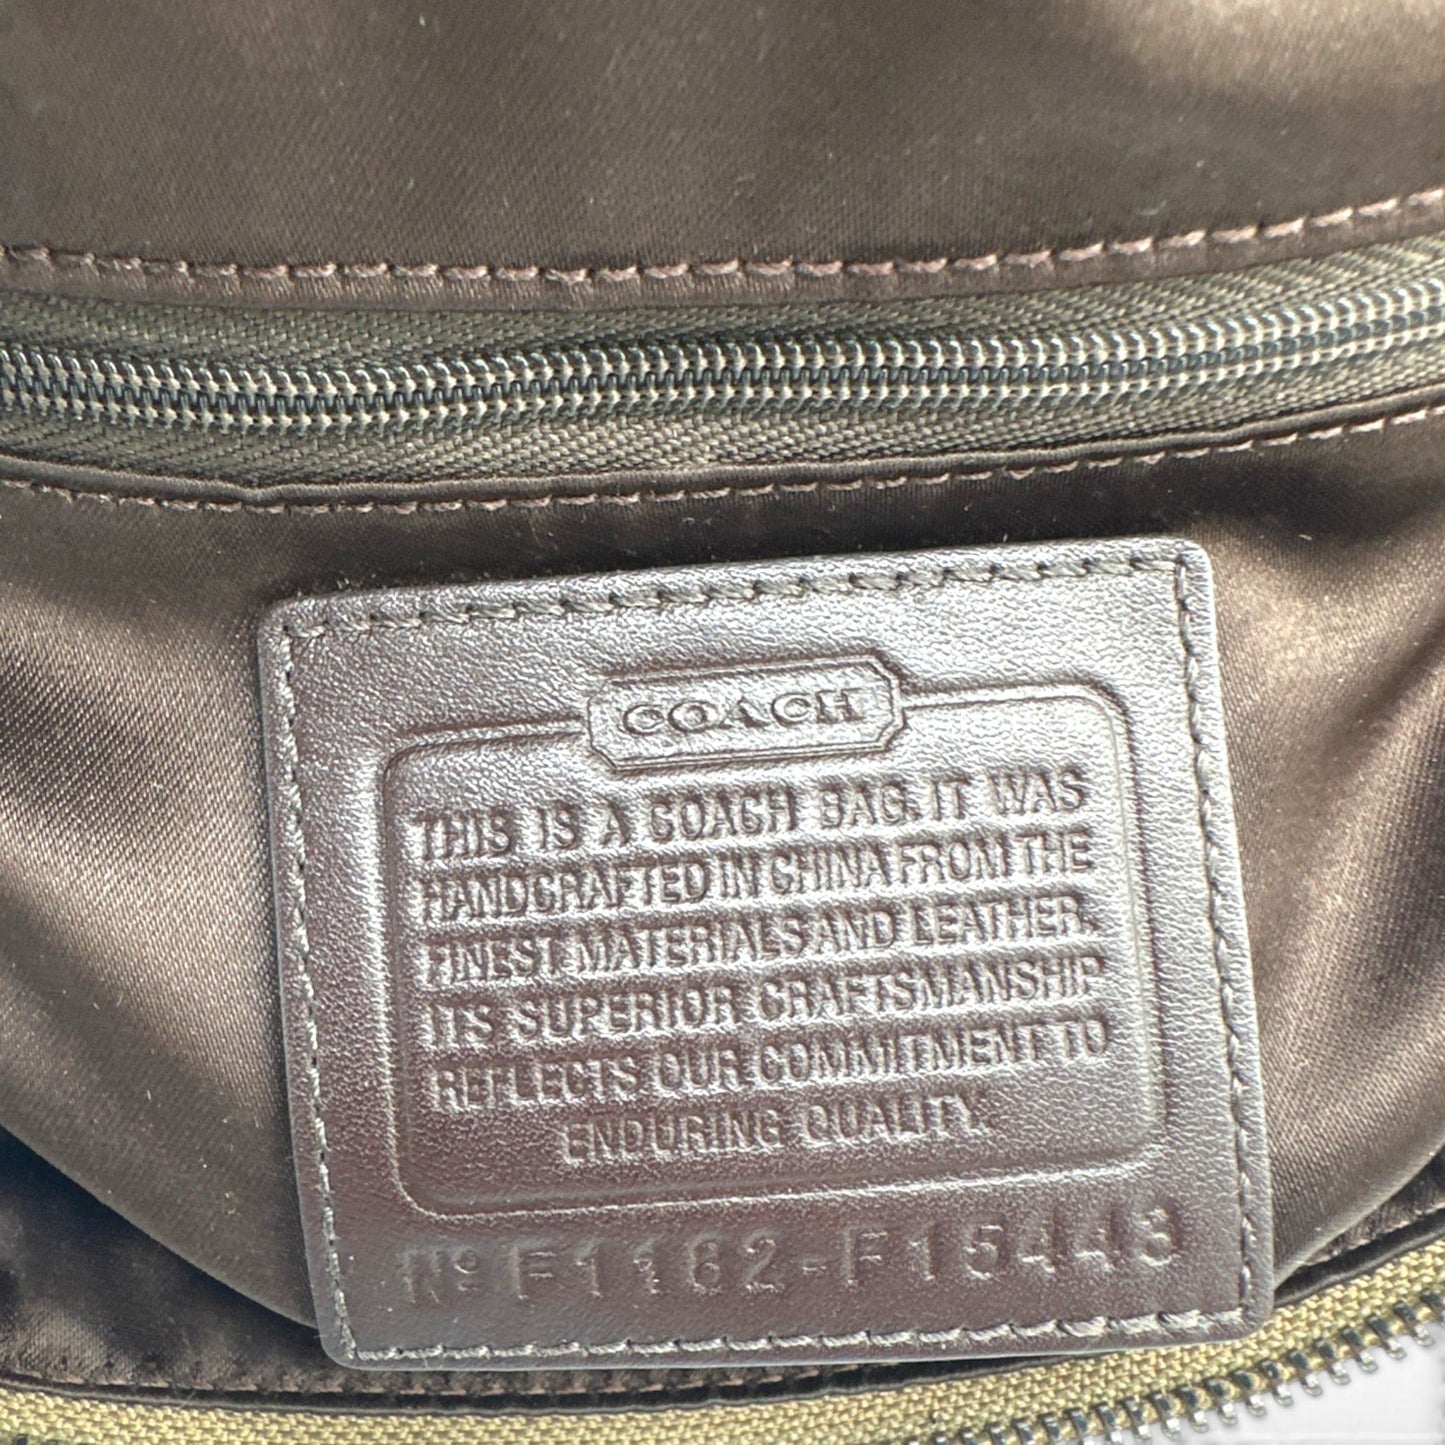 COACH
THIS IS A COACH BAG. IT WAS
HANDCRAFTED IN CHINA FROM THE
FINEST MATERIALS AND LEATHER.
ITS SUPERIOR CRAFTSMANSHIP
REFLECTS OUR COMMITMENT TO
ENDURING QUALITY.
Nº F1162-F15443